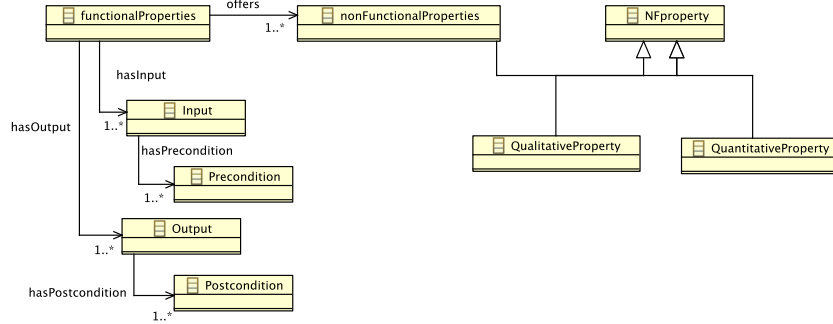 offers
functionalProperties
nonFunctionalProperties
NFproperty
1..*
hasInput
Input
1..*
hasOutput
hasPrecondition
QualitativeProperty
QuantitativeProperty
Precondition
1..*
Output
1..*
hasPostcondition
Postcondition
1..*